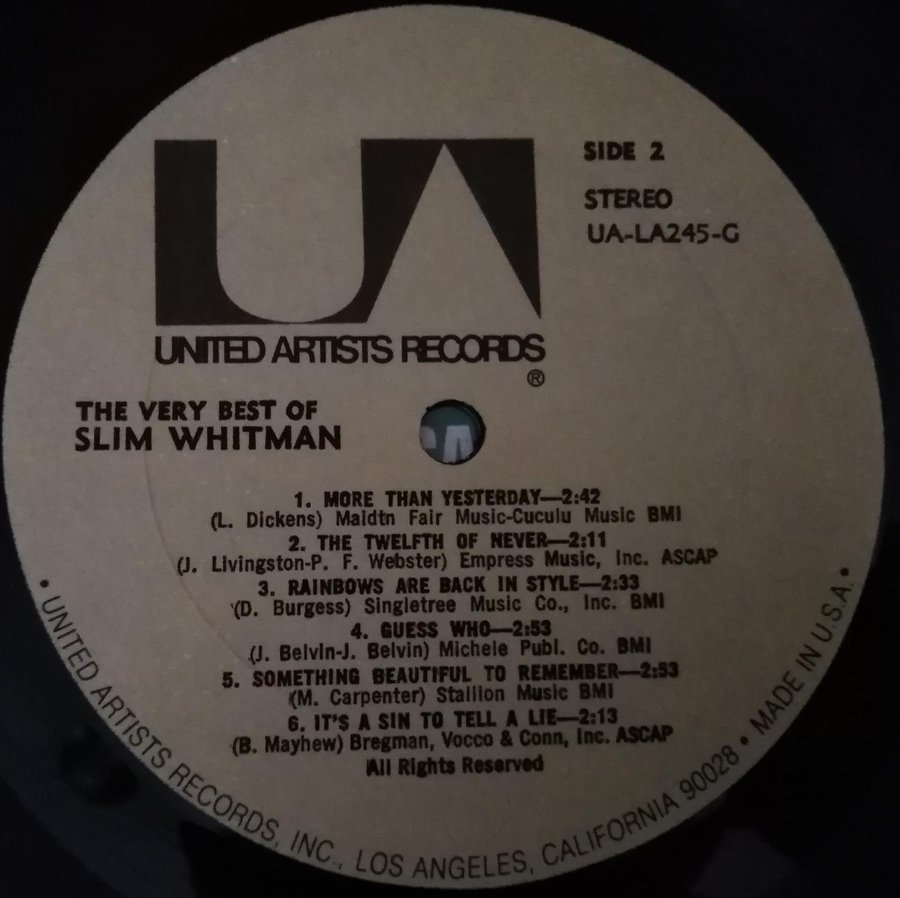 UA
UNITED ARTISTS RECORDS
®
SIDE 2
STEREO
UA-LA245-G
THE VERY BEST OF
SLIM WHITMAN
1. MORE THAN YESTERDAY—2:42
(L. Dickens) Maidtn Fair Music-Cuculu Music BMI
2. THE TWELFTH OF NEVER—2:11
(J. Livingston-P. F. Webster) Empress Music, Inc. ASCAP
3. RAINBOWS ARE BACK IN STYLE—2:33
(D. Burgess) Singletree Music Co., Inc. BMI
4. GUESS WHO—2:53
(J. Belvin-J. Belvin) Michele Publ. Co. BMI
5. SOMETHING BEAUTIFUL TO REMEMBER—2:53
(M. Carpenter) Stallion Music BMI
6. IT'S A SIN TO TELL A LIE—2:13
(B. Mayhew) Bregman, Vocco & Conn, Inc. ASCAP
All Rights Reserved
• UNITED ARTISTS RECORDS, INC., LOS ANGELES, CALIFORNIA 90028 • MADE IN U.S.A. •